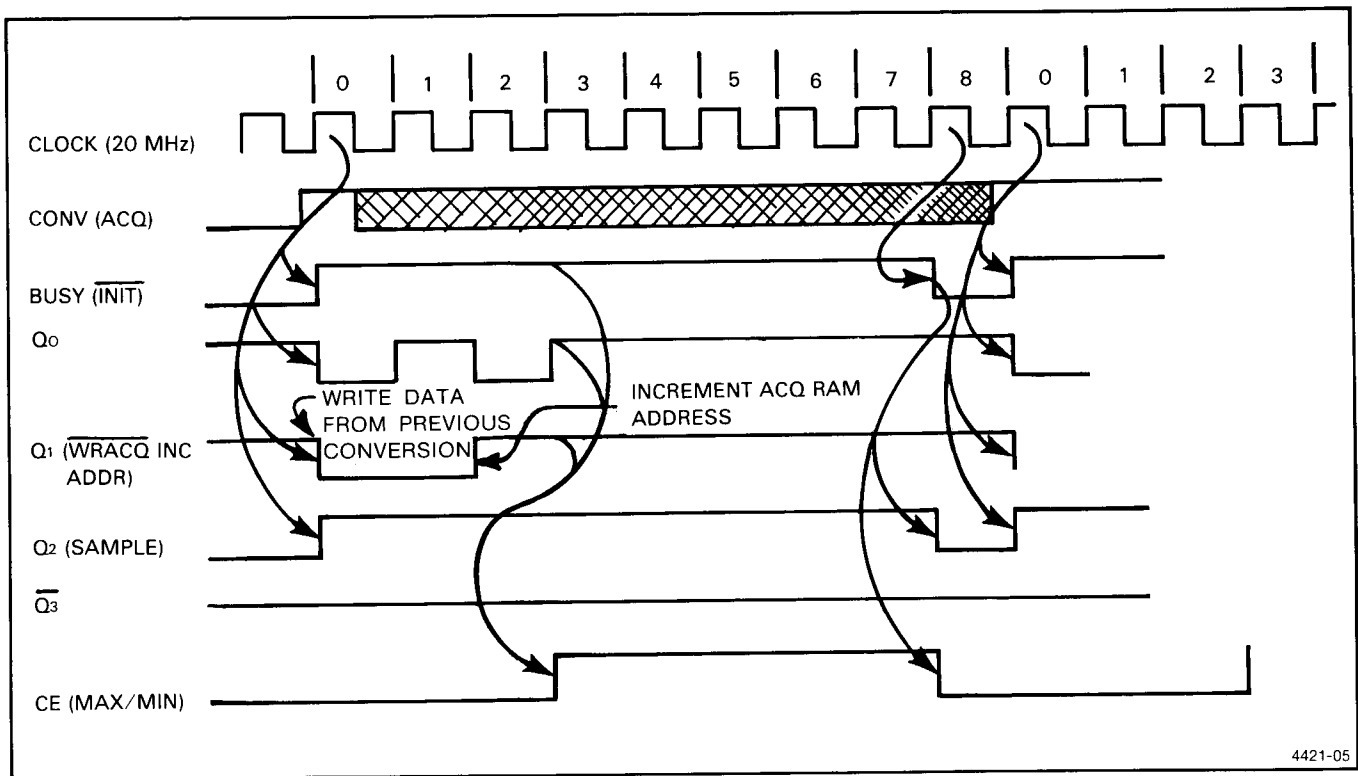 0 1 2 3 4 5 6 7 8 0 1 2 3
CLOCK (20 MHz)
CONV (ACQ)
BUSY (INIT)
Q0
WRITE DATA
FROM PREVIOUS
CONVERSION
INCREMENT ACQ RAM
ADDRESS
Q1 (WRACQ INC
ADDR)
Q2 (SAMPLE)
Q3
CE (MAX/MIN)
4421-05